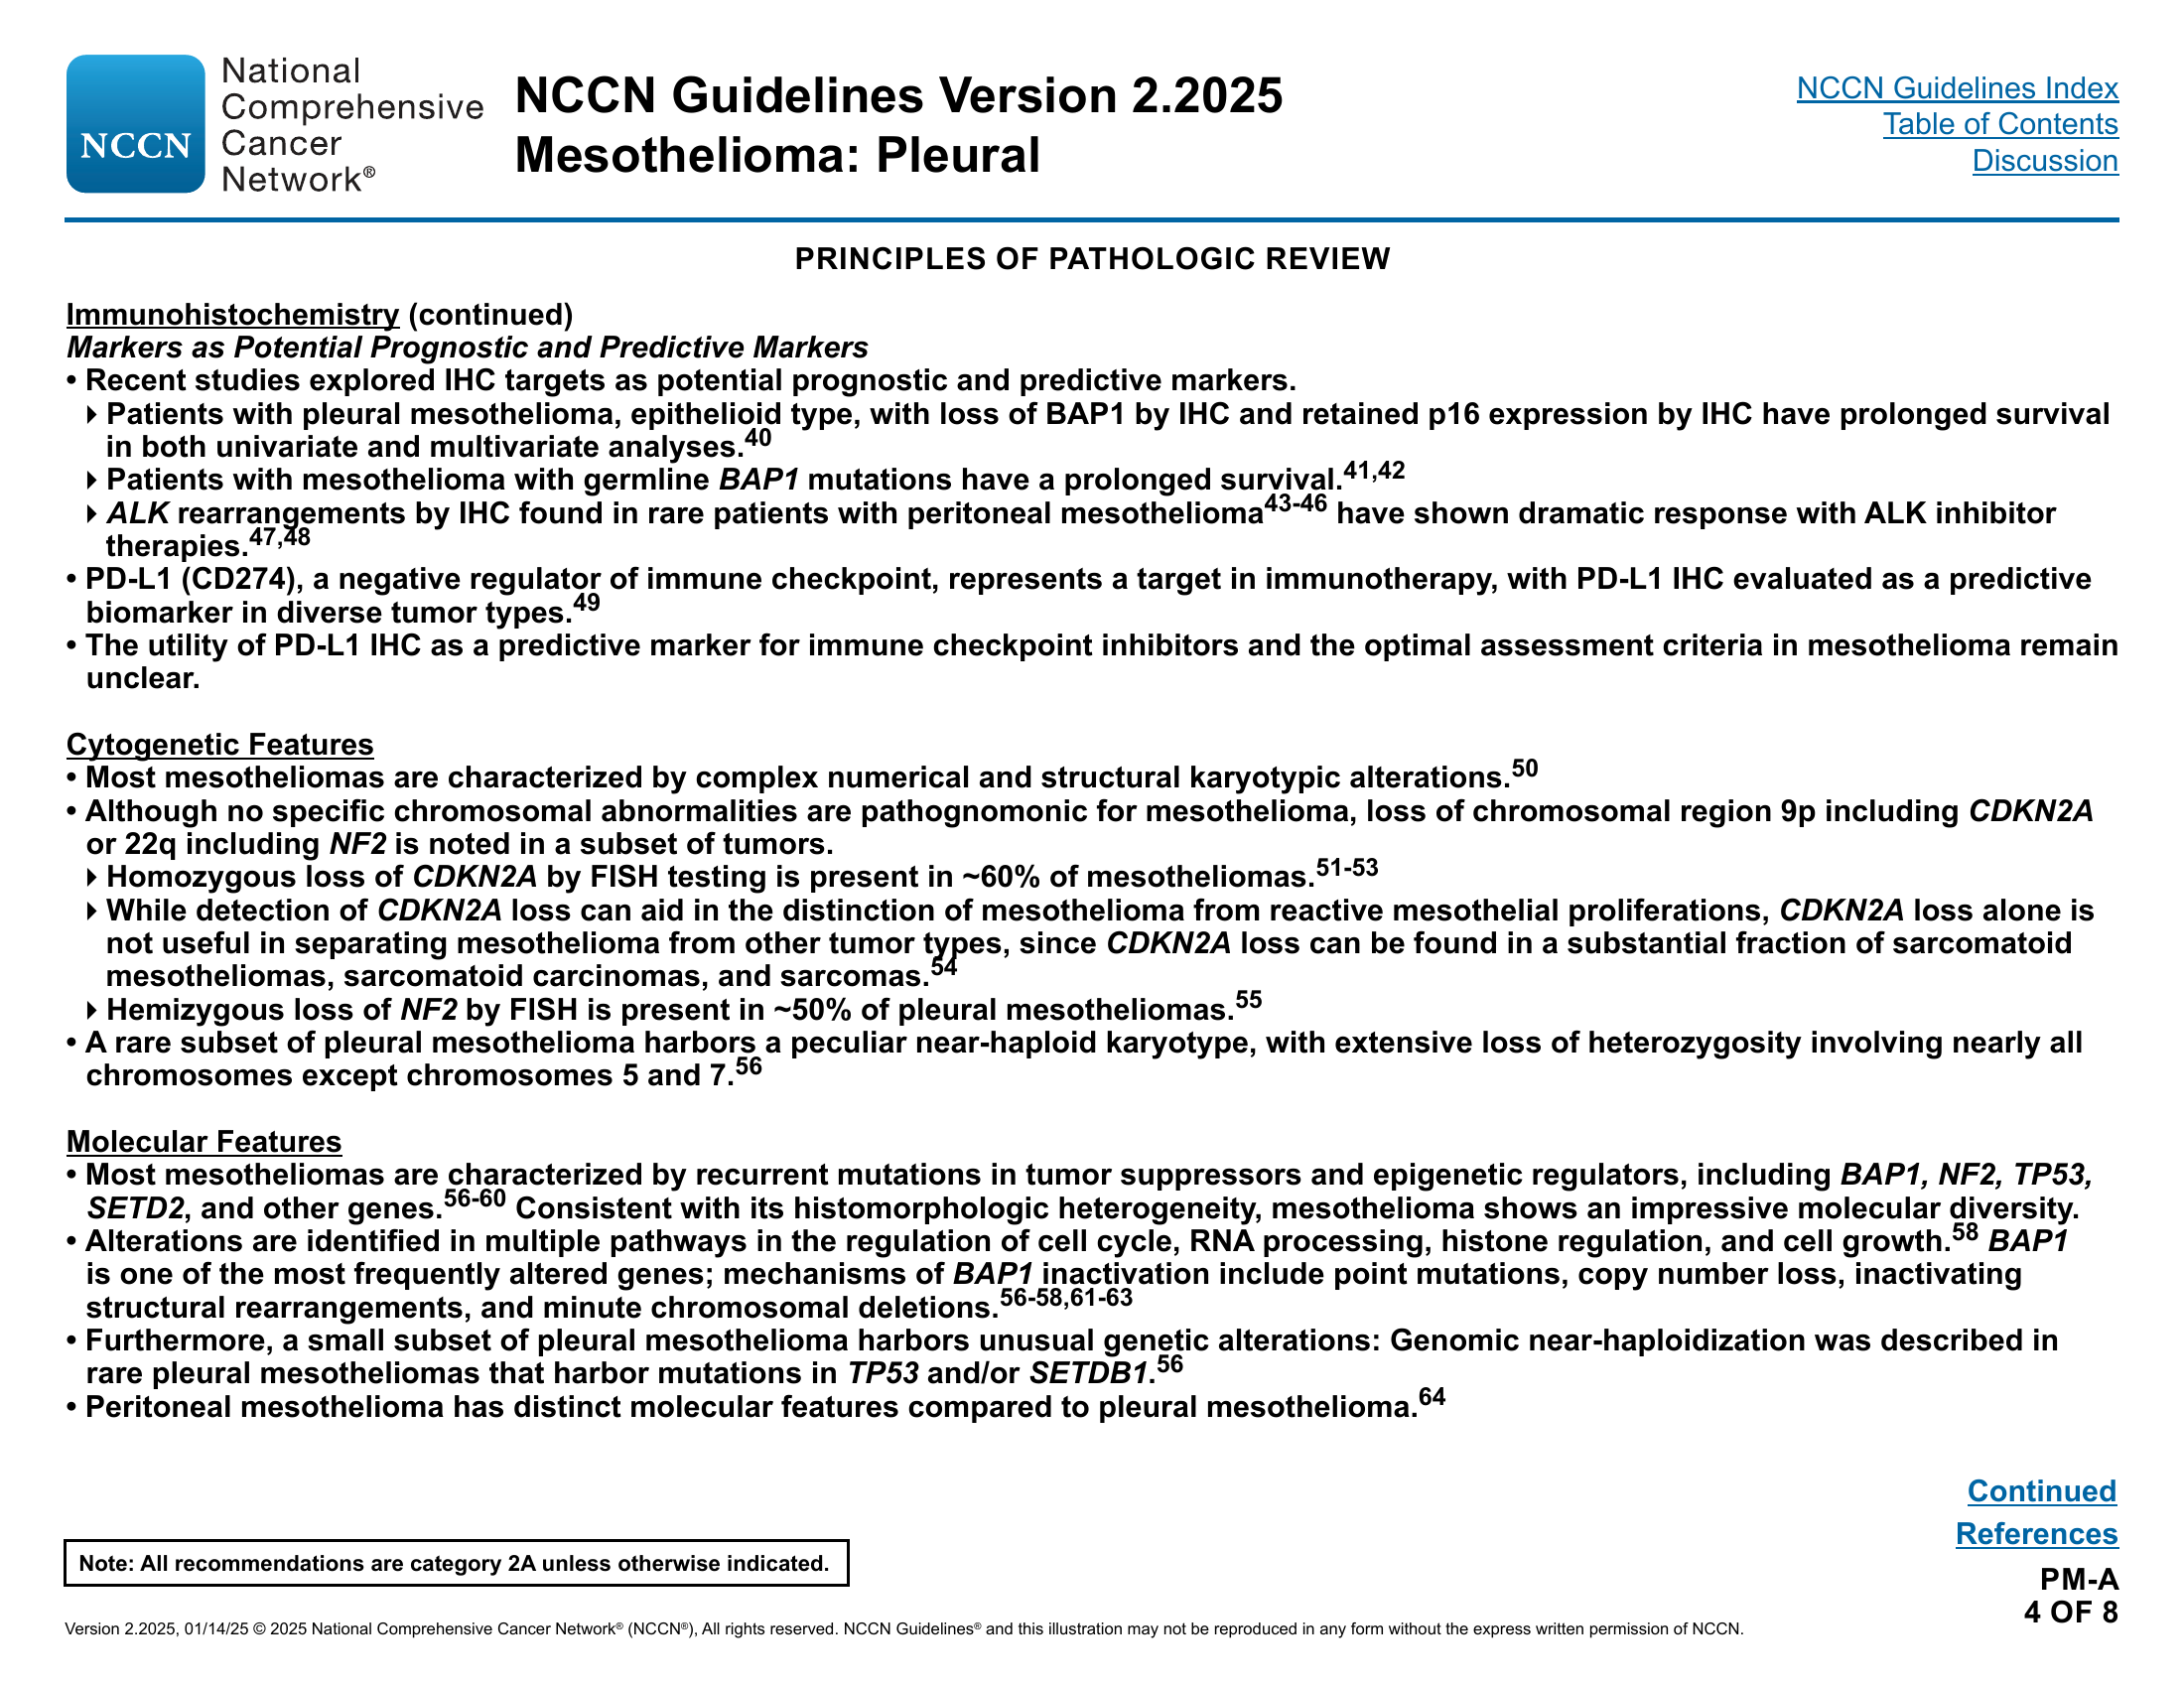 NCCN
National
Comprehensive
Cancer
Network®
NCCN Guidelines Version 2.2025
Mesothelioma: Pleural
NCCN Guidelines Index
Table of Contents
Discussion
PRINCIPLES OF PATHOLOGIC REVIEW
Immunohistochemistry (continued)
Markers as Potential Prognostic and Predictive Markers
• Recent studies explored IHC targets as potential prognostic and predictive markers.
Patients with pleural mesothelioma, epithelioid type, with loss of BAP1 by IHC and retained p16 expression by IHC have prolonged survival
in both univariate and multivariate analyses.40
Patients with mesothelioma with germline BAP1 mutations have a prolonged survival.41,42
ALK rearrangements by IHC found in rare patients with peritoneal mesothelioma43-46 have shown dramatic response with ALK inhibitor
therapies.47,48
• PD-L1 (CD274), a negative regulator of immune checkpoint, represents a target in immunotherapy, with PD-L1 IHC evaluated as a predictive
biomarker in diverse tumor types.49
• The utility of PD-L1 IHC as a predictive marker for immune checkpoint inhibitors and the optimal assessment criteria in mesothelioma remain
unclear.
Cytogenetic Features
• Most mesotheliomas are characterized by complex numerical and structural karyotypic alterations.50
• Although no specific chromosomal abnormalities are pathognomonic for mesothelioma, loss of chromosomal region 9p including CDKN2A
or 22q including NF2 is noted in a subset of tumors.
Homozygous loss of CDKN2A by FISH testing is present in ~60% of mesotheliomas.51-53
While detection of CDKN2A loss can aid in the distinction of mesothelioma from reactive mesothelial proliferations, CDKN2A loss alone is
not useful in separating mesothelioma from other tumor types, since CDKN2A loss can be found in a substantial fraction of sarcomatoid
mesotheliomas, sarcomatoid carcinomas, and sarcomas.54
Hemizygous loss of NF2 by FISH is present in ~50% of pleural mesotheliomas.55
• A rare subset of pleural mesothelioma harbors a peculiar near-haploid karyotype, with extensive loss of heterozygosity involving nearly all
chromosomes except chromosomes 5 and 7.56
Molecular Features
• Most mesotheliomas are characterized by recurrent mutations in tumor suppressors and epigenetic regulators, including BAP1, NF2, TP53,
SETD2, and other genes.56-60 Consistent with its histomorphologic heterogeneity, mesothelioma shows an impressive molecular diversity.
• Alterations are identified in multiple pathways in the regulation of cell cycle, RNA processing, histone regulation, and cell growth.58 BAP1
is one of the most frequently altered genes; mechanisms of BAP1 inactivation include point mutations, copy number loss, inactivating
structural rearrangements, and minute chromosomal deletions.56-58,61-63
• Furthermore, a small subset of pleural mesothelioma harbors unusual genetic alterations: Genomic near-haploidization was described in
rare pleural mesotheliomas that harbor mutations in TP53 and/or SETDB1.56
• Peritoneal mesothelioma has distinct molecular features compared to pleural mesothelioma.64
Continued
References
Note: All recommendations are category 2A unless otherwise indicated.
PM-A
4 OF 8
Version 2.2025, 01/14/25 © 2025 National Comprehensive Cancer Network® (NCCN®), All rights reserved. NCCN Guidelines® and this illustration may not be reproduced in any form without the express written permission of NCCN.